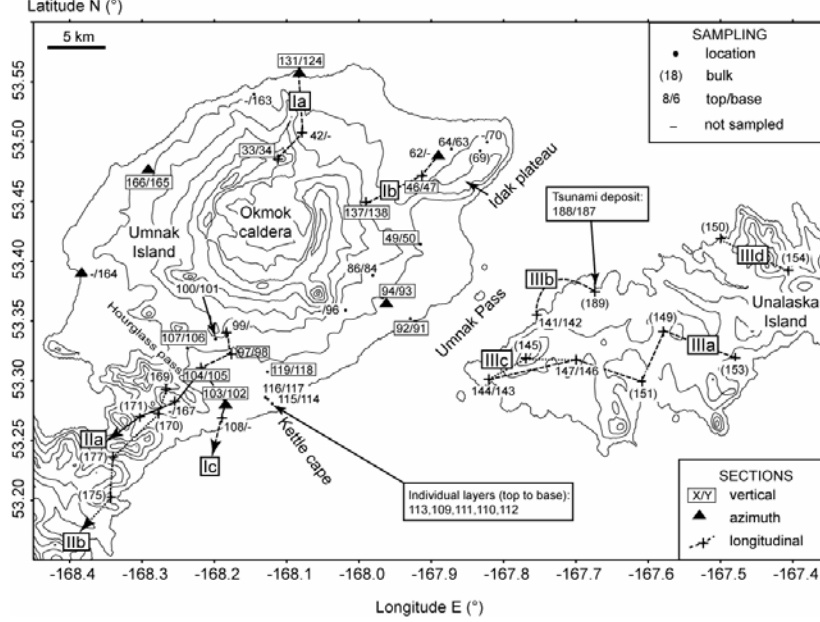 Latitude N (°)
5 km
SAMPLING
location
(18) bulk
8/6 top/base
– not sampled
53.55
53.50
53.45
53.40
53.35
53.30
53.25
53.20
131/124
-/163
Ia
42/-
33/34
166/165
62/-
64/63
-/70
(69)
Ib
46/47
137/138
Idak plateau
Okmok
caldera
Umnak
Island
49/50
86/84
-/164
100/101
94/93
-/96
92/91
99/-
107/106
Hourglass pass
97/98
104/105
119/118
(169)
103/102
116/117
115/114
(171)
-/167
(170)
108/-
IIa
(177)
Ic
Kettle cape
(175)
IIb
Umnak Pass
Tsunami deposit:
188/187
(150)
IIId
(154)
IIIb
(189)
Unalaska
Island
141/142
(149)
(145)
IIIc
IIIa
147/146
(153)
144/143
(151)
Individual layers (top to base):
113,109,111,110,112
SECTIONS
X/Y vertical
azimuth
longitudinal
-168.4 -168.3 -168.2 -168.1 -168 -167.9 -167.8 -167.7 -167.6 -167.5 -167.4
Longitude E (°)